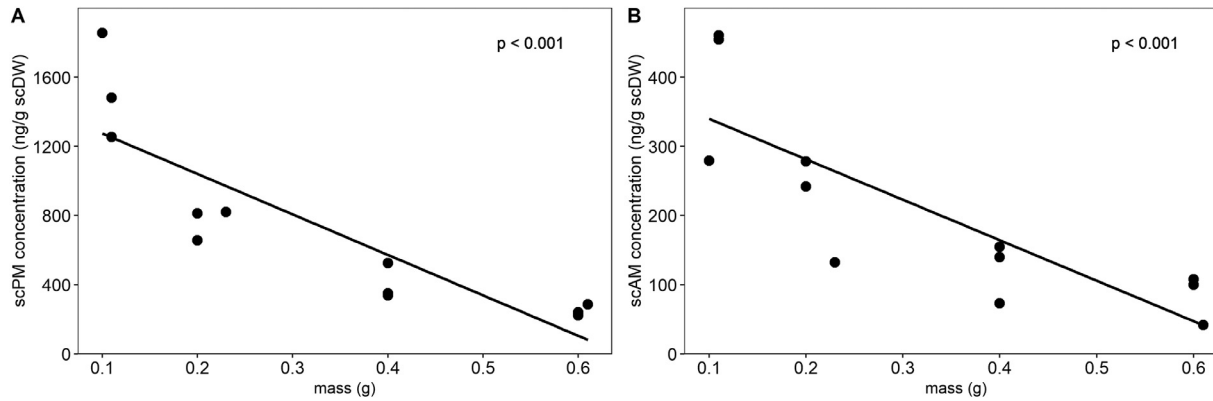 A
p < 0.001
scPM concentration (ng/g scDW)
1600
1200
800
400
0
0.1 0.2 0.3 0.4 0.5 0.6
mass (g)
B
p < 0.001
scAM concentration (ng/g scDW)
400
300
200
100
0
0.1 0.2 0.3 0.4 0.5 0.6
mass (g)